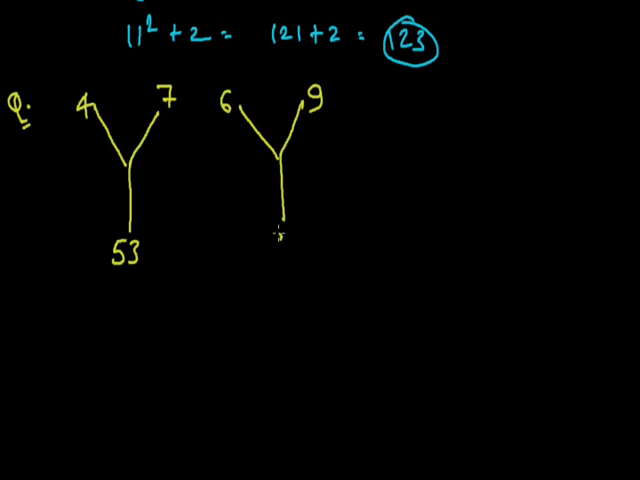 11² + 2 = 121 + 2 = 123
Q. 4 7 6 9
53